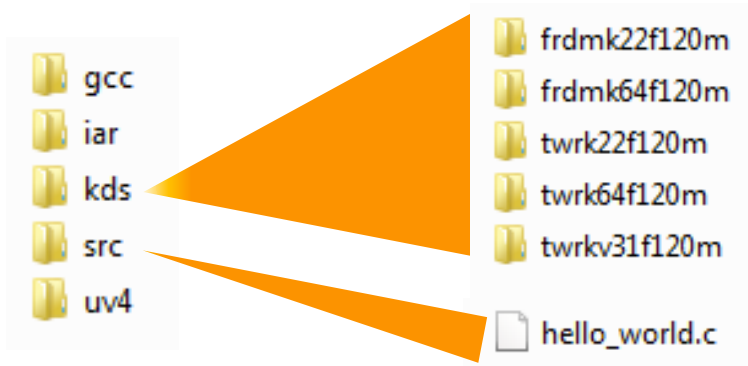 gcc
iar
kds
src
uv4
frdmk22f120m
frdmk64f120m
twrk22f120m
twrk64f120m
twrkv31f120m
hello_world.c